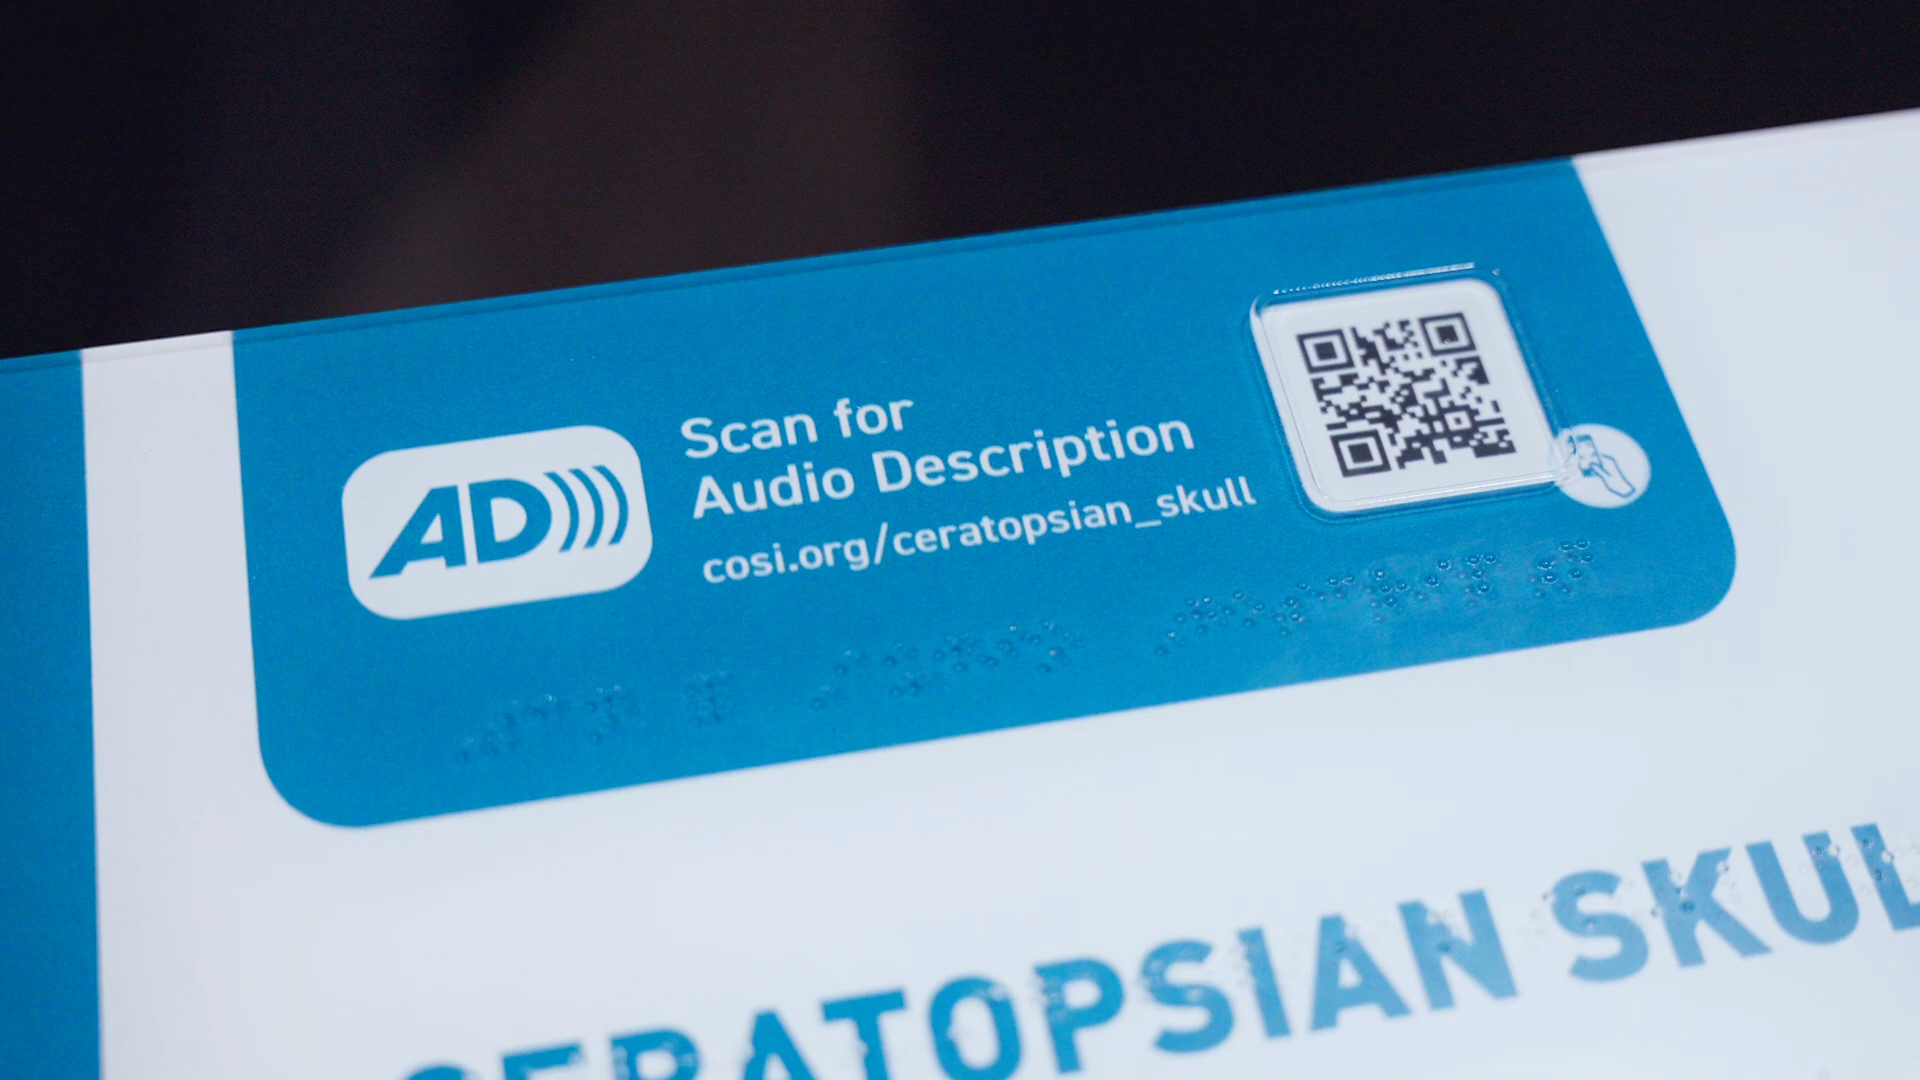 AD)))
Scan for
Audio Description
cosi.org/ceratopsian_skull
CERATOPSIAN SKUL